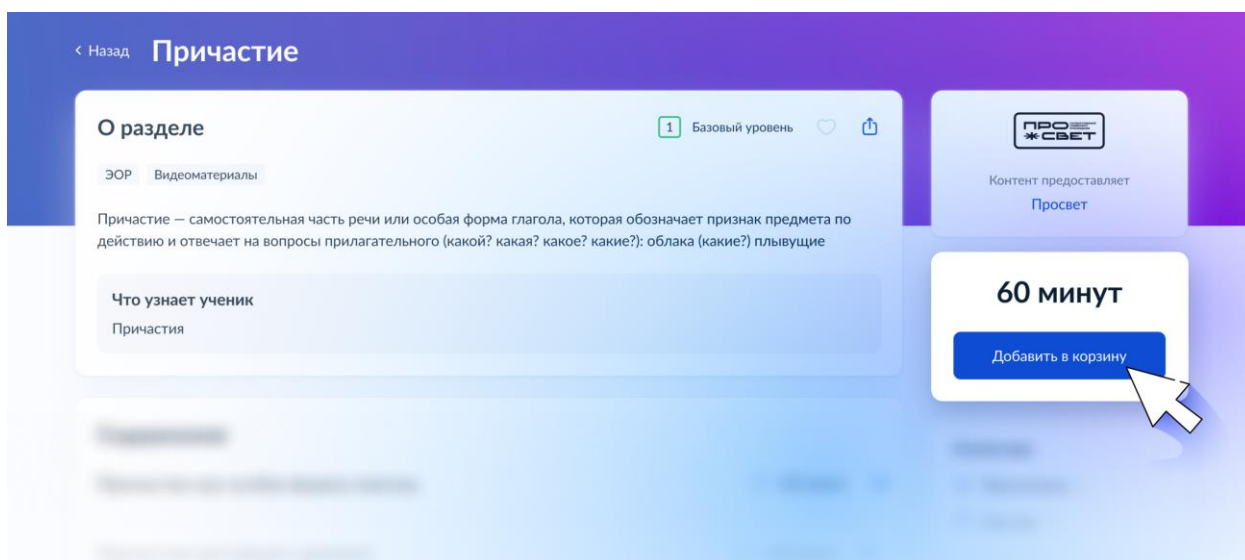 Назад Причастие
О разделе
1 Базовый уровень
ЭОР Видеоматериалы
Причастие — самостоятельная часть речи или особая форма глагола, которая обозначает признак предмета по
действию и отвечает на вопросы прилагательного (какой? какая? какое? какие?): облака (какие?) плывущие
Что узнает ученик
Причастия
ПРО
СВЕТ
Контент предоставляет
Просвет
60 минут
Добавить в корзину